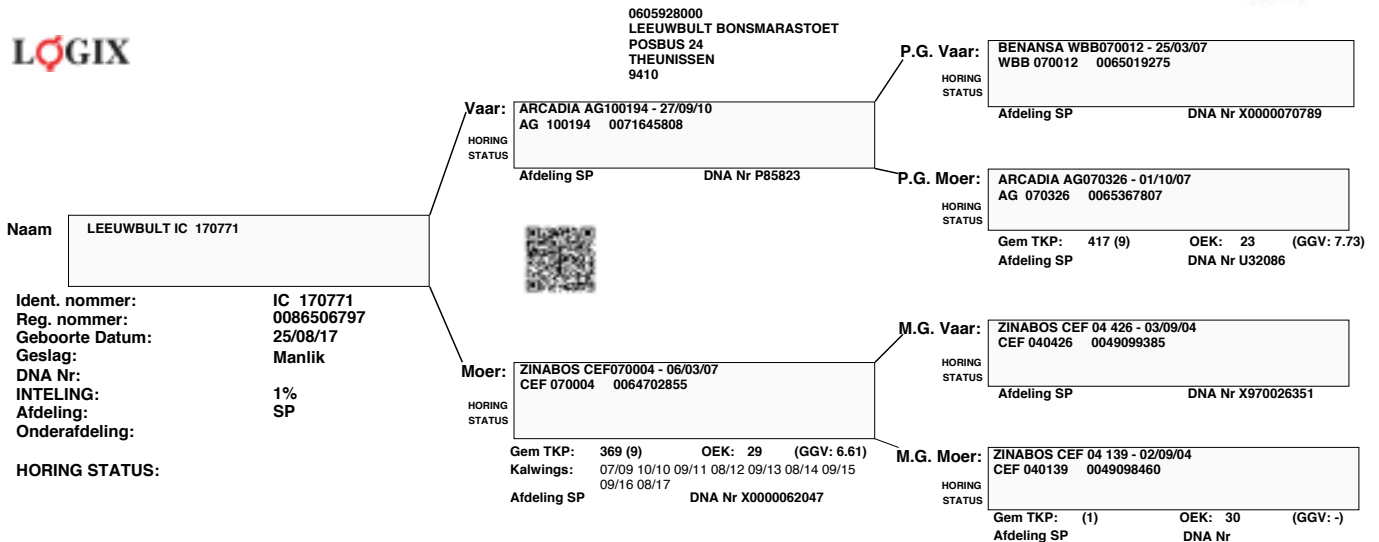 LOGIX
0605928000
LEEUWBULT BONSMARASTOET
POSBUS 24
THEUNISSEN
9410
Naam
LEEUWBULT IC 170771
Ident. nommer: IC 170771
Reg. nommer: 0086506797
Geboorte Datum: 25/08/17
Geslag: Manlik
DNA Nr:
INTELING: 1%
Afdeling: SP
Onderafdeling:
HORING STATUS:
Vaar:
ARCADIA AG100194 - 27/09/10
AG 100194 0071645808
HORING
STATUS
Afdeling SP DNA Nr P85823
Moer:
ZINABOS CEF070004 - 06/03/07
CEF 070004 0064702855
HORING
STATUS
Gem TKP: 369 (9) OEK: 29 (GGV: 6.61)
Kalwings: 07/09 10/10 09/11 08/12 09/13 08/14 09/15
09/16 08/17
Afdeling SP DNA Nr X0000062047
P.G. Vaar:
BENANSA WBB070012 - 25/03/07
WBB 070012 0065019275
HORING
STATUS
Afdeling SP DNA Nr X0000070789
P.G. Moer:
ARCADIA AG070326 - 01/10/07
AG 070326 0065367807
HORING
STATUS
Gem TKP: 417 (9) OEK: 23 (GGV: 7.73)
Afdeling SP DNA Nr U32086
M.G. Vaar:
ZINABOS CEF 04 426 - 03/09/04
CEF 040426 0049099385
HORING
STATUS
Afdeling SP DNA Nr X970026351
M.G. Moer:
ZINABOS CEF 04 139 - 02/09/04
CEF 040139 0049098460
HORING
STATUS
Gem TKP: (1) OEK: 30 (GGV: -)
Afdeling SP DNA Nr